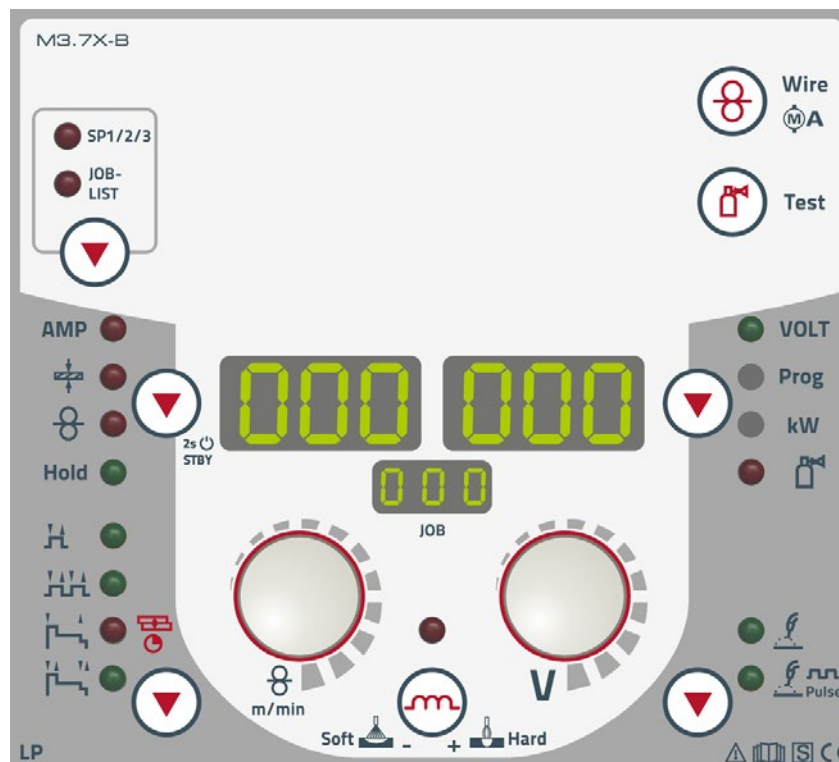 M3.7X-B
SP1/2/3
JOB-
LIST
Wire
M A
Test
AMP
VOLT
Prog
kW
Hold
2s
STBY
000 000
000
JOB
m/min
V
Soft - + Hard
Pulse
LP
S CE